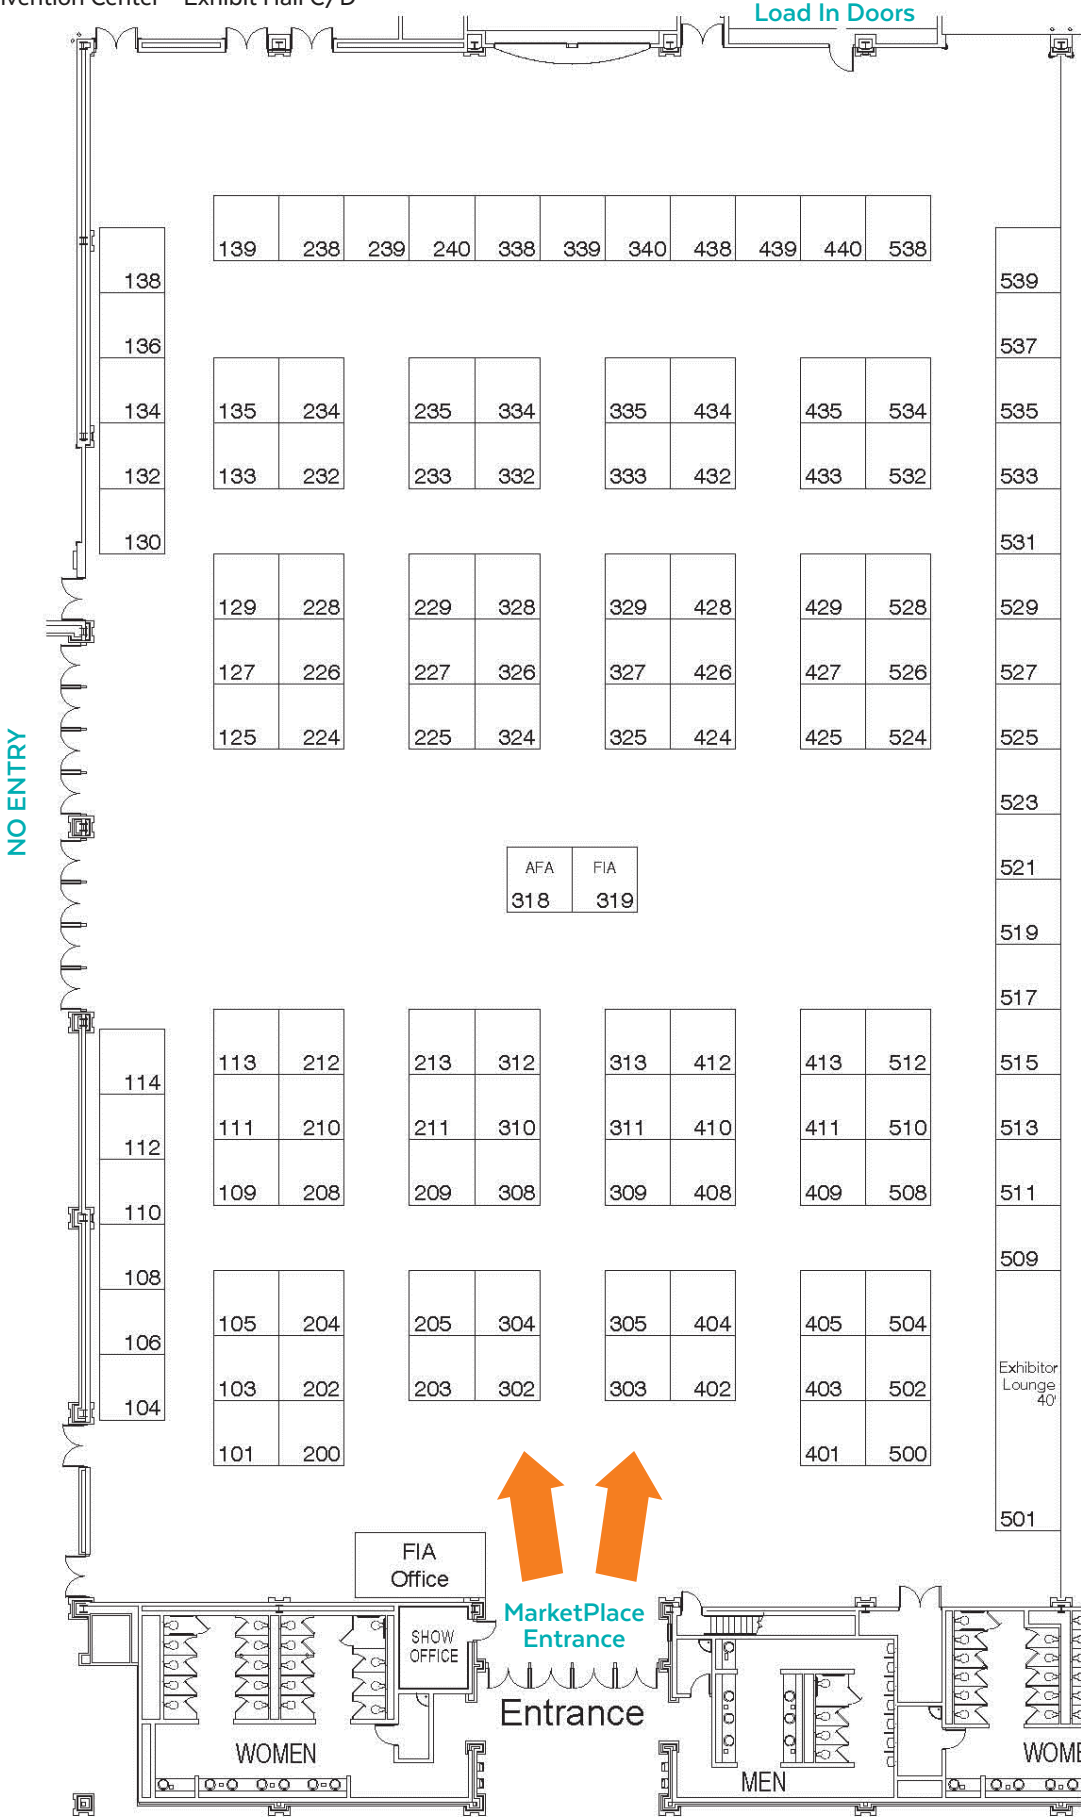 Convention Center - Exhibit Hall C/D
Load In Doors
139 238 239 240 338 339 340 438 439 440 538
138 539
136 537
134 135 234 235 334 335 434 435 534 535
132 133 232 233 332 333 432 433 532 533
130 531
129 228 229 328 329 428 429 528 529
127 226 227 326 327 426 427 526 527
125 224 225 324 325 424 425 524 525
NO ENTRY
523
AFA FIA 521
318 319
519
517
113 212 213 312 313 412 413 512 515
114
111 210 211 310 311 410 411 510 513
112
109 208 209 308 309 408 409 508 511
110
509
108
105 204 205 304 305 404 405 504
106
Exhibitor
Lounge
40'
103 202 203 302 303 402 403 502
104
101 200 401 500
501
FIA
Office
MarketPlace
Entrance
SHOW
OFFICE
Entrance
WOMEN
MEN
WOME